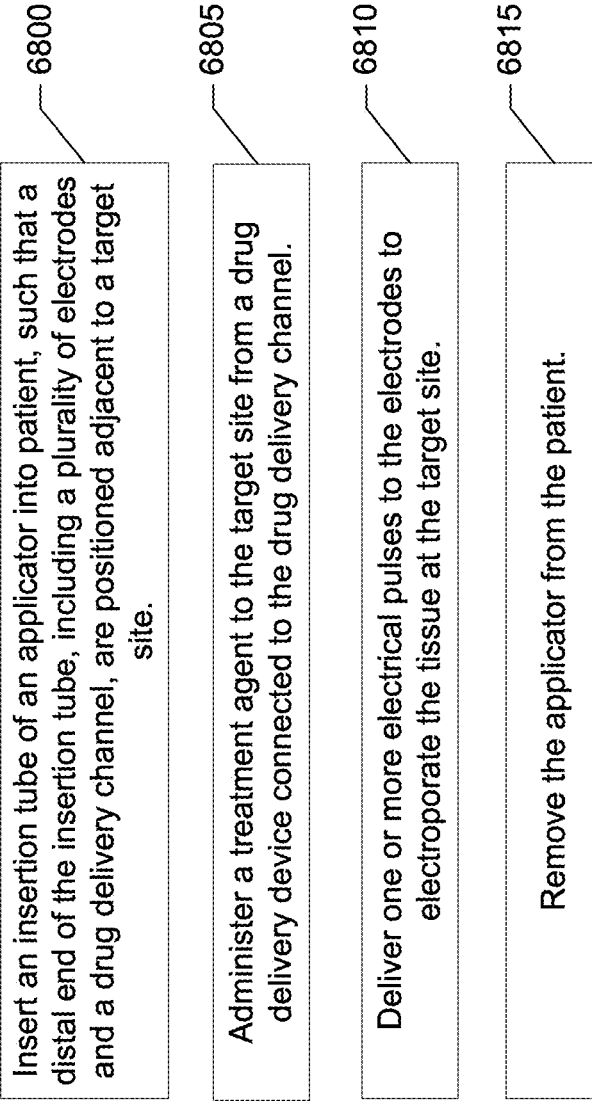 Insert an insertion tube of an applicator into patient, such that a
distal end of the insertion tube, including a plurality of electrodes
and a drug delivery channel, are positioned adjacent to a target
site.
6800
Administer a treatment agent to the target site from a drug
delivery device connected to the drug delivery channel.
6805
Deliver one or more electrical pulses to the electrodes to
electroporate the tissue at the target site.
6810
Remove the applicator from the patient.
6815